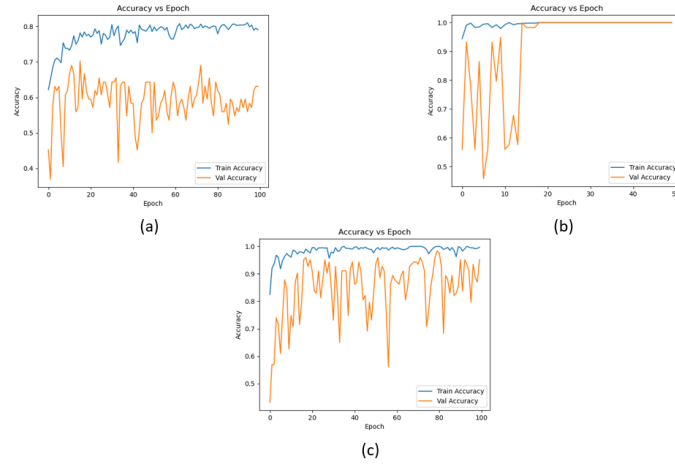 Accuracy vs Epoch
0.8
0.7
0.6
0.5
0.4
Accuracy
0 20 40 60 80 100
Epoch
Train Accuracy
Val Accuracy
(a)
Accuracy vs Epoch
1.0
0.9
0.8
0.7
0.6
0.5
Accuracy
0 10 20 30 40 50
Epoch
Train Accuracy
Val Accuracy
(b)
Accuracy vs Epoch
1.0
0.9
0.8
0.7
0.6
0.5
Accuracy
0 20 40 60 80 100
Epoch
Train Accuracy
Val Accuracy
(c)